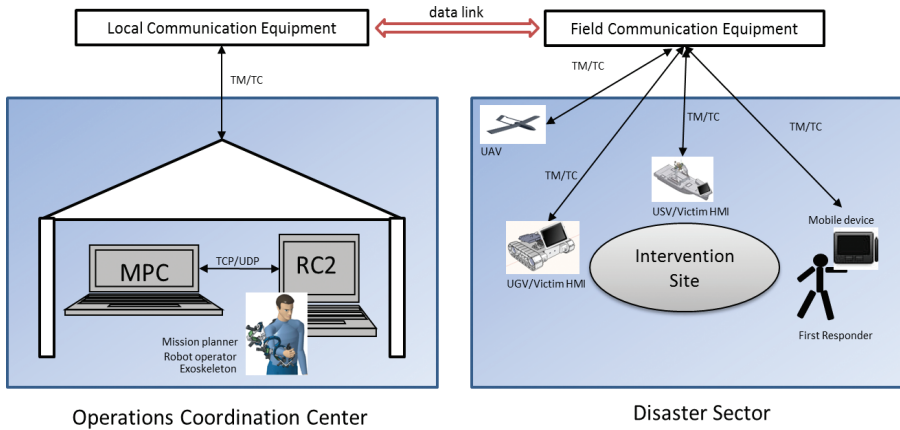 data link
Local Communication Equipment
Field Communication Equipment
TM/TC
TM/TC
TM/TC
TM/TC
TM/TC
UAV
USV/Victim HMI
Mobile device
MPC
TCP/UDP
RC2
UGV/Victim HMI
Intervention
Site
Mission planner
Robot operator
Exoskeleton
First Responder
Operations Coordination Center
Disaster Sector